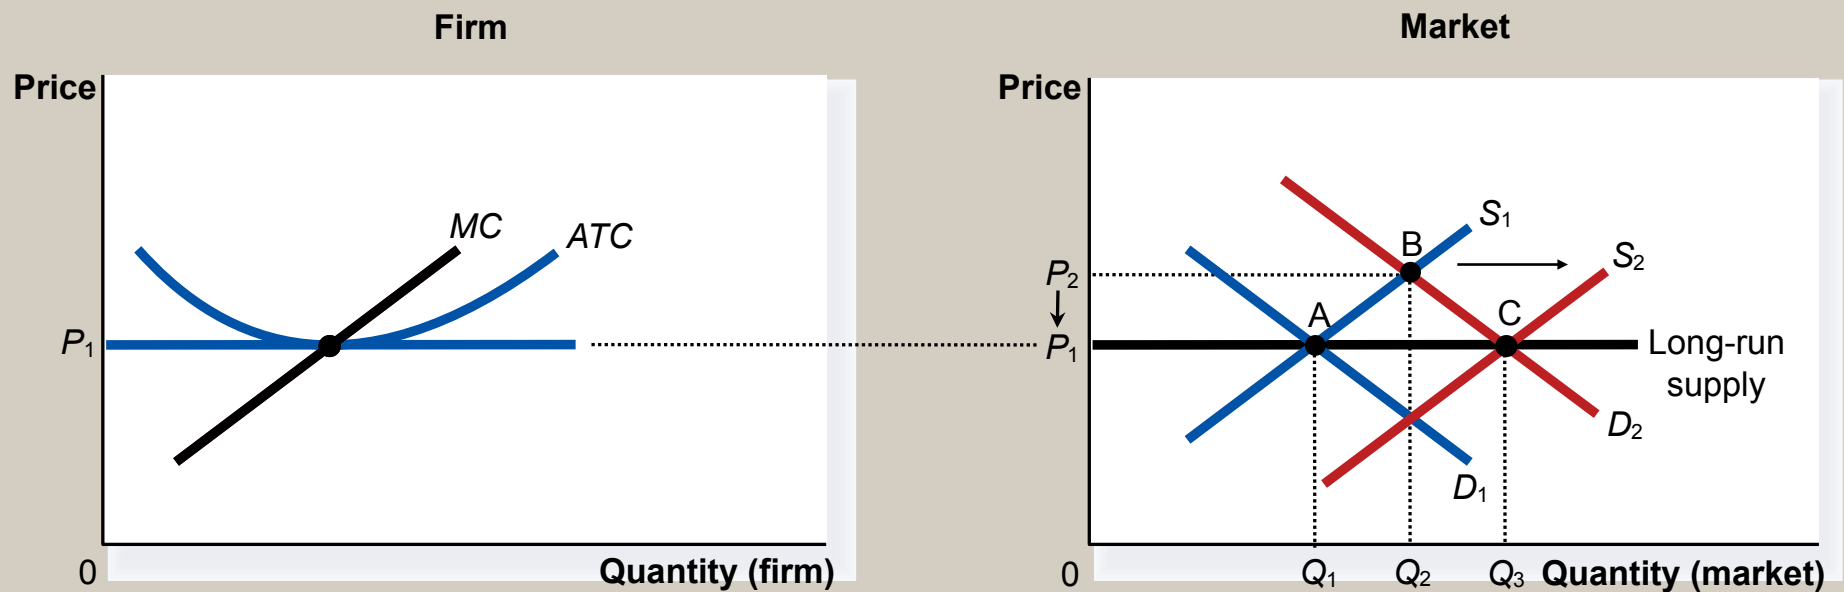 Firm
Price
MC
ATC
P1
0
Quantity (firm)
Market
Price
S1
B
S2
P2
A
C
P1
Long-run
supply
D2
D1
0
Q1
Q2
Q3
Quantity (market)